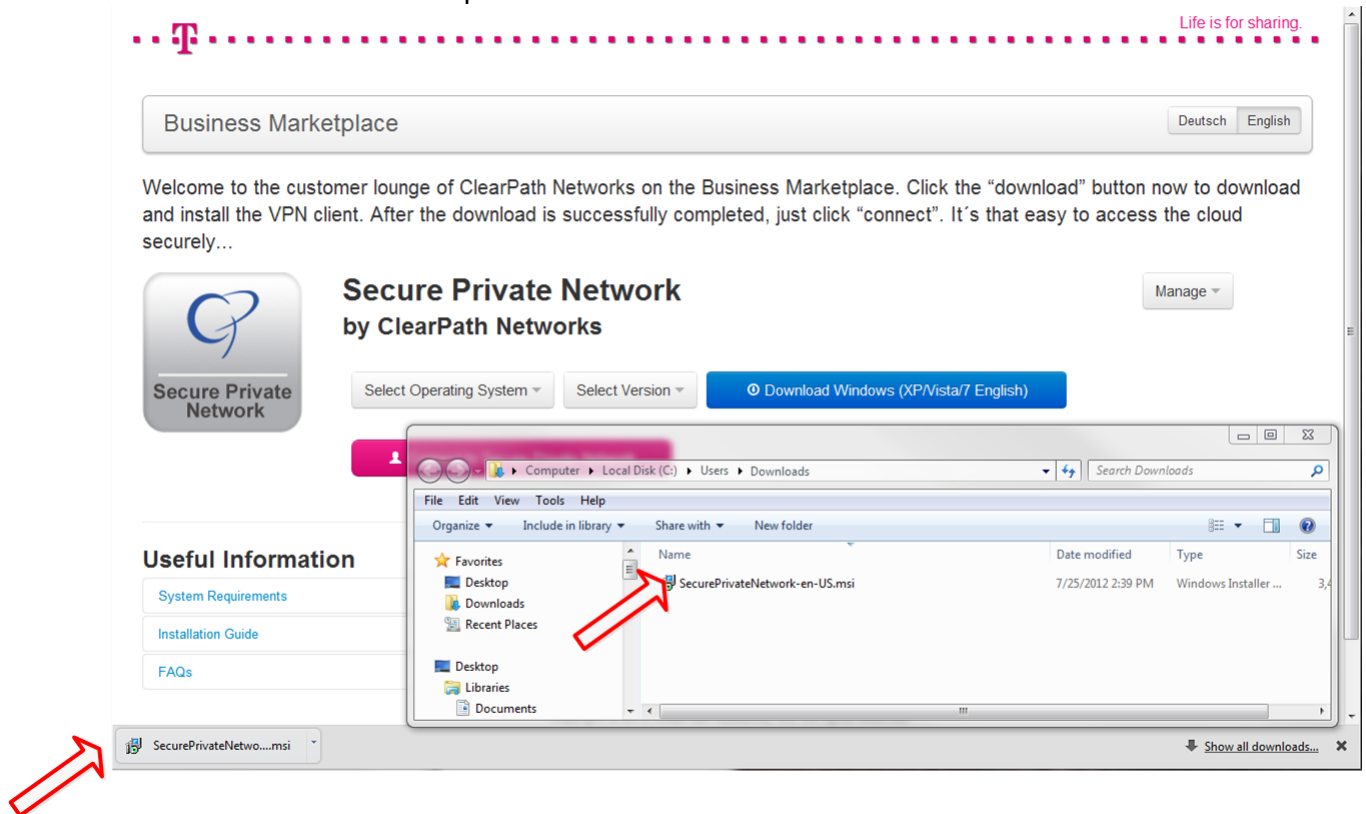 Life is for sharing.
T
Business Marketplace
Deutsch English
Welcome to the customer lounge of ClearPath Networks on the Business Marketplace. Click the “download” button now to download
and install the VPN client. After the download is successfully completed, just click “connect”. It´s that easy to access the cloud
securely…
Secure Private Network
by ClearPath Networks
Manage
Secure Private
Network
Select Operating System
Select Version
Download Windows (XP/Vista/7 English)
Computer Local Disk (C:) Users Downloads
Search Downloads
File Edit View Tools Help
Organize Include in library Share with New folder
Name Date modified Type Size
Favorites
Desktop
Downloads
Recent Places
Desktop
Libraries
Documents
SecurePrivateNetwork-en-US.msi 7/25/2012 2:39 PM Windows Installer ... 3,4
Useful Information
System Requirements
Installation Guide
FAQs
SecurePrivateNetwo....msi
Show all downloads...